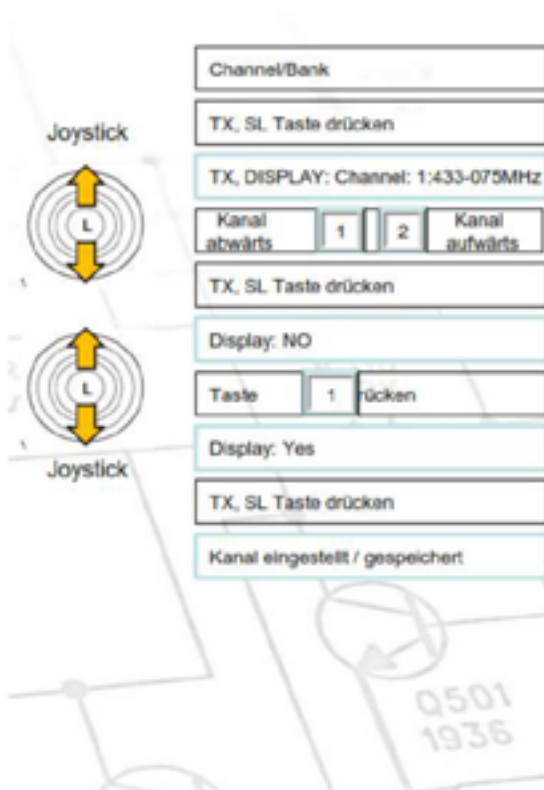 Channel/Bank
Joystick
TX, SL Taste drücken
TX, DISPLAY: Channel: 1:433-075MHz
L
Kanal abwärts 1 2 Kanal aufwärts
TX, SL Taste drücken
Display: NO
L
Taste 1 rücken
Display: Yes
Joystick
TX, SL Taste drücken
Kanal eingestellt / gespeichert
Q501
1936